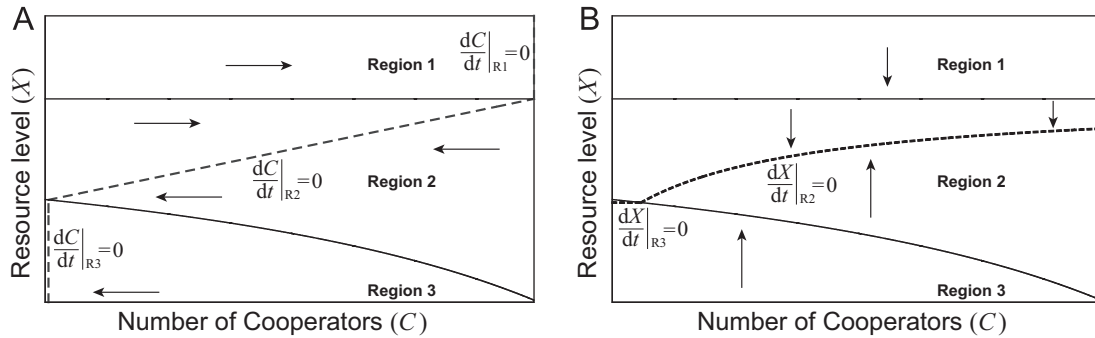 A
Resource level (X)
dC/dt|R1=0
Region 1
dC/dt|R2=0
Region 2
dC/dt|R3=0
Region 3
Number of Cooperators (C)
B
Resource level (X)
Region 1
dX/dt|R2=0
Region 2
dX/dt|R3=0
Region 3
Number of Cooperators (C)